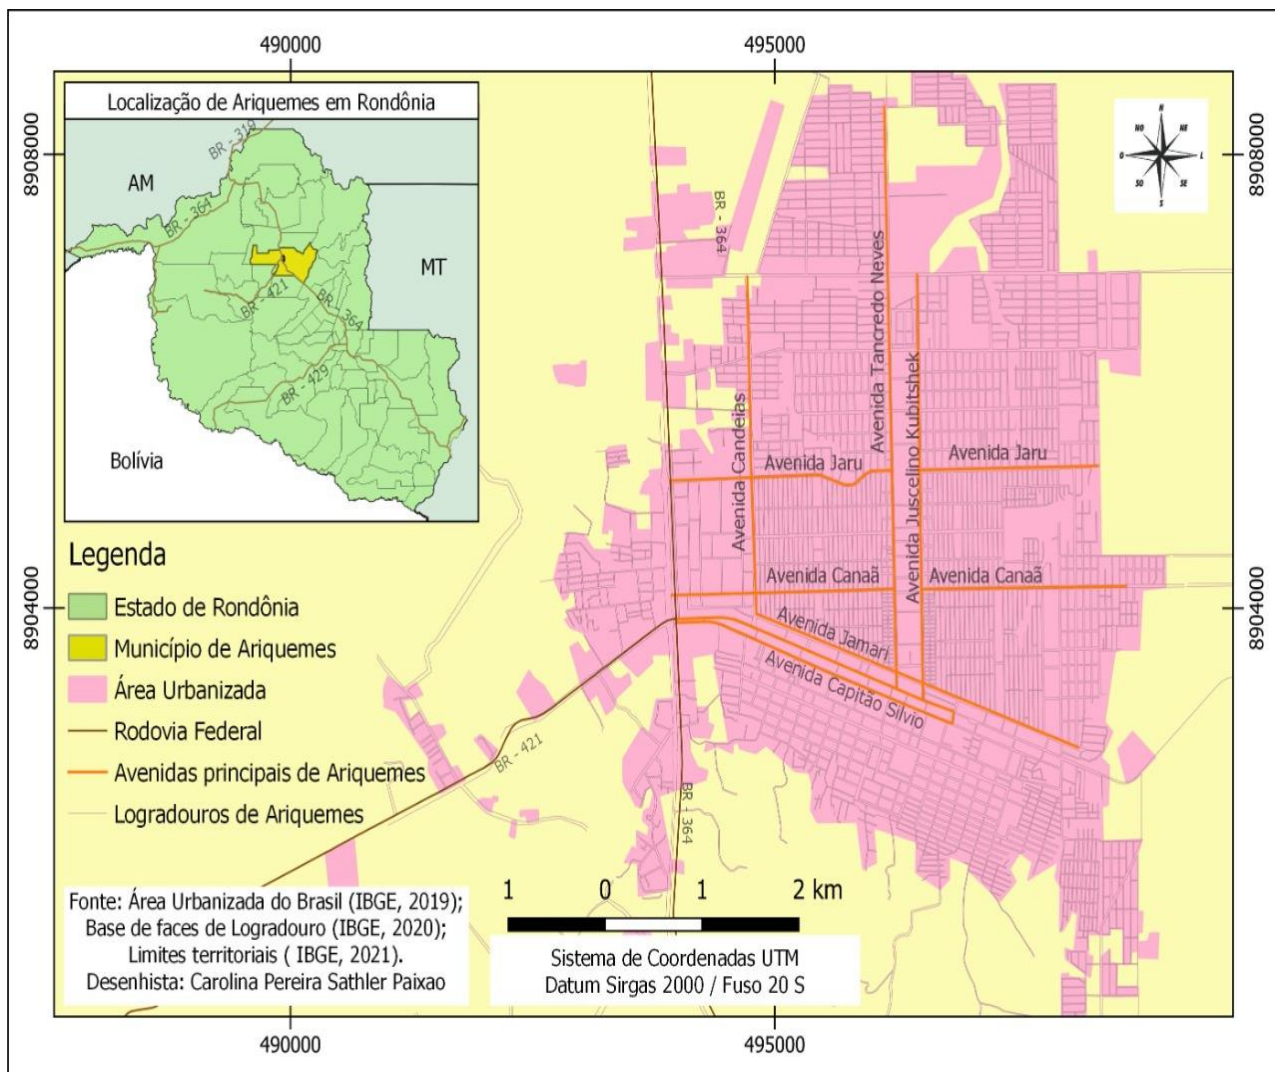 490000
495000
8908000
8908000
Localização de Ariquemes em Rondônia
BR - 319
AM
BR - 364
MT
BR - 421
BR - 364
BR - 429
Bolívia
N
NO
NE
O
L
SO
SE
S
BR - 364
Avenida Tancredo Neves
Avenida Candeias
Avenida Juscelino Kubitshek
Avenida Jaru
Avenida Jaru
Avenida Canaã
Avenida Canaã
Avenida Jamari
Avenida Capitão Silvio
BR - 421
BR - 364
8904000
8904000
Legenda
Estado de Rondônia
Município de Ariquemes
Área Urbanizada
Rodovia Federal
Avenidas principais de Ariquemes
Logradouros de Ariquemes
Fonte: Área Urbanizada do Brasil (IBGE, 2019);
Base de faces de Logradouro (IBGE, 2020);
Limites territoriais ( IBGE, 2021).
Desenhista: Carolina Pereira Sathler Paixao
1 0 1 2 km
Sistema de Coordenadas UTM
Datum Sirgas 2000 / Fuso 20 S
490000
495000